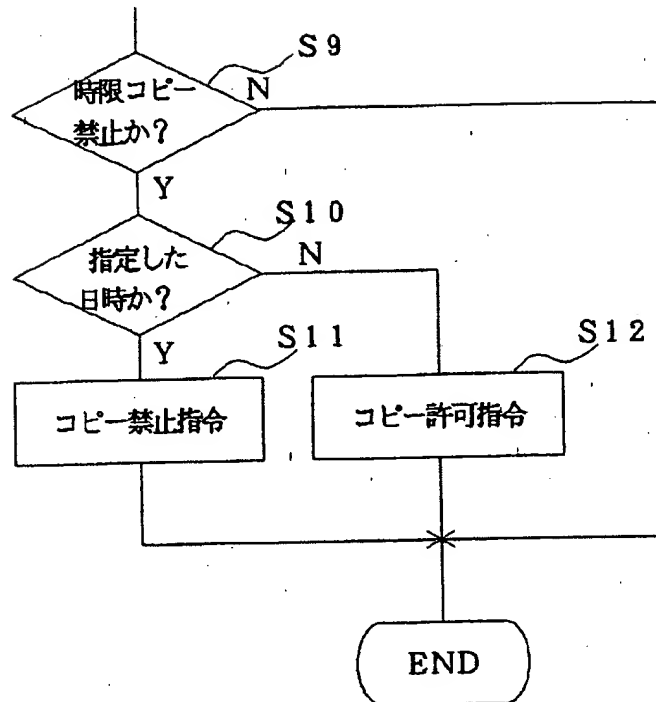 S9
時限コピー
禁止か?
N
Y
S10
指定した
日時か?
N
Y
S11
コピー禁止指令
S12
コピー許可指令
END